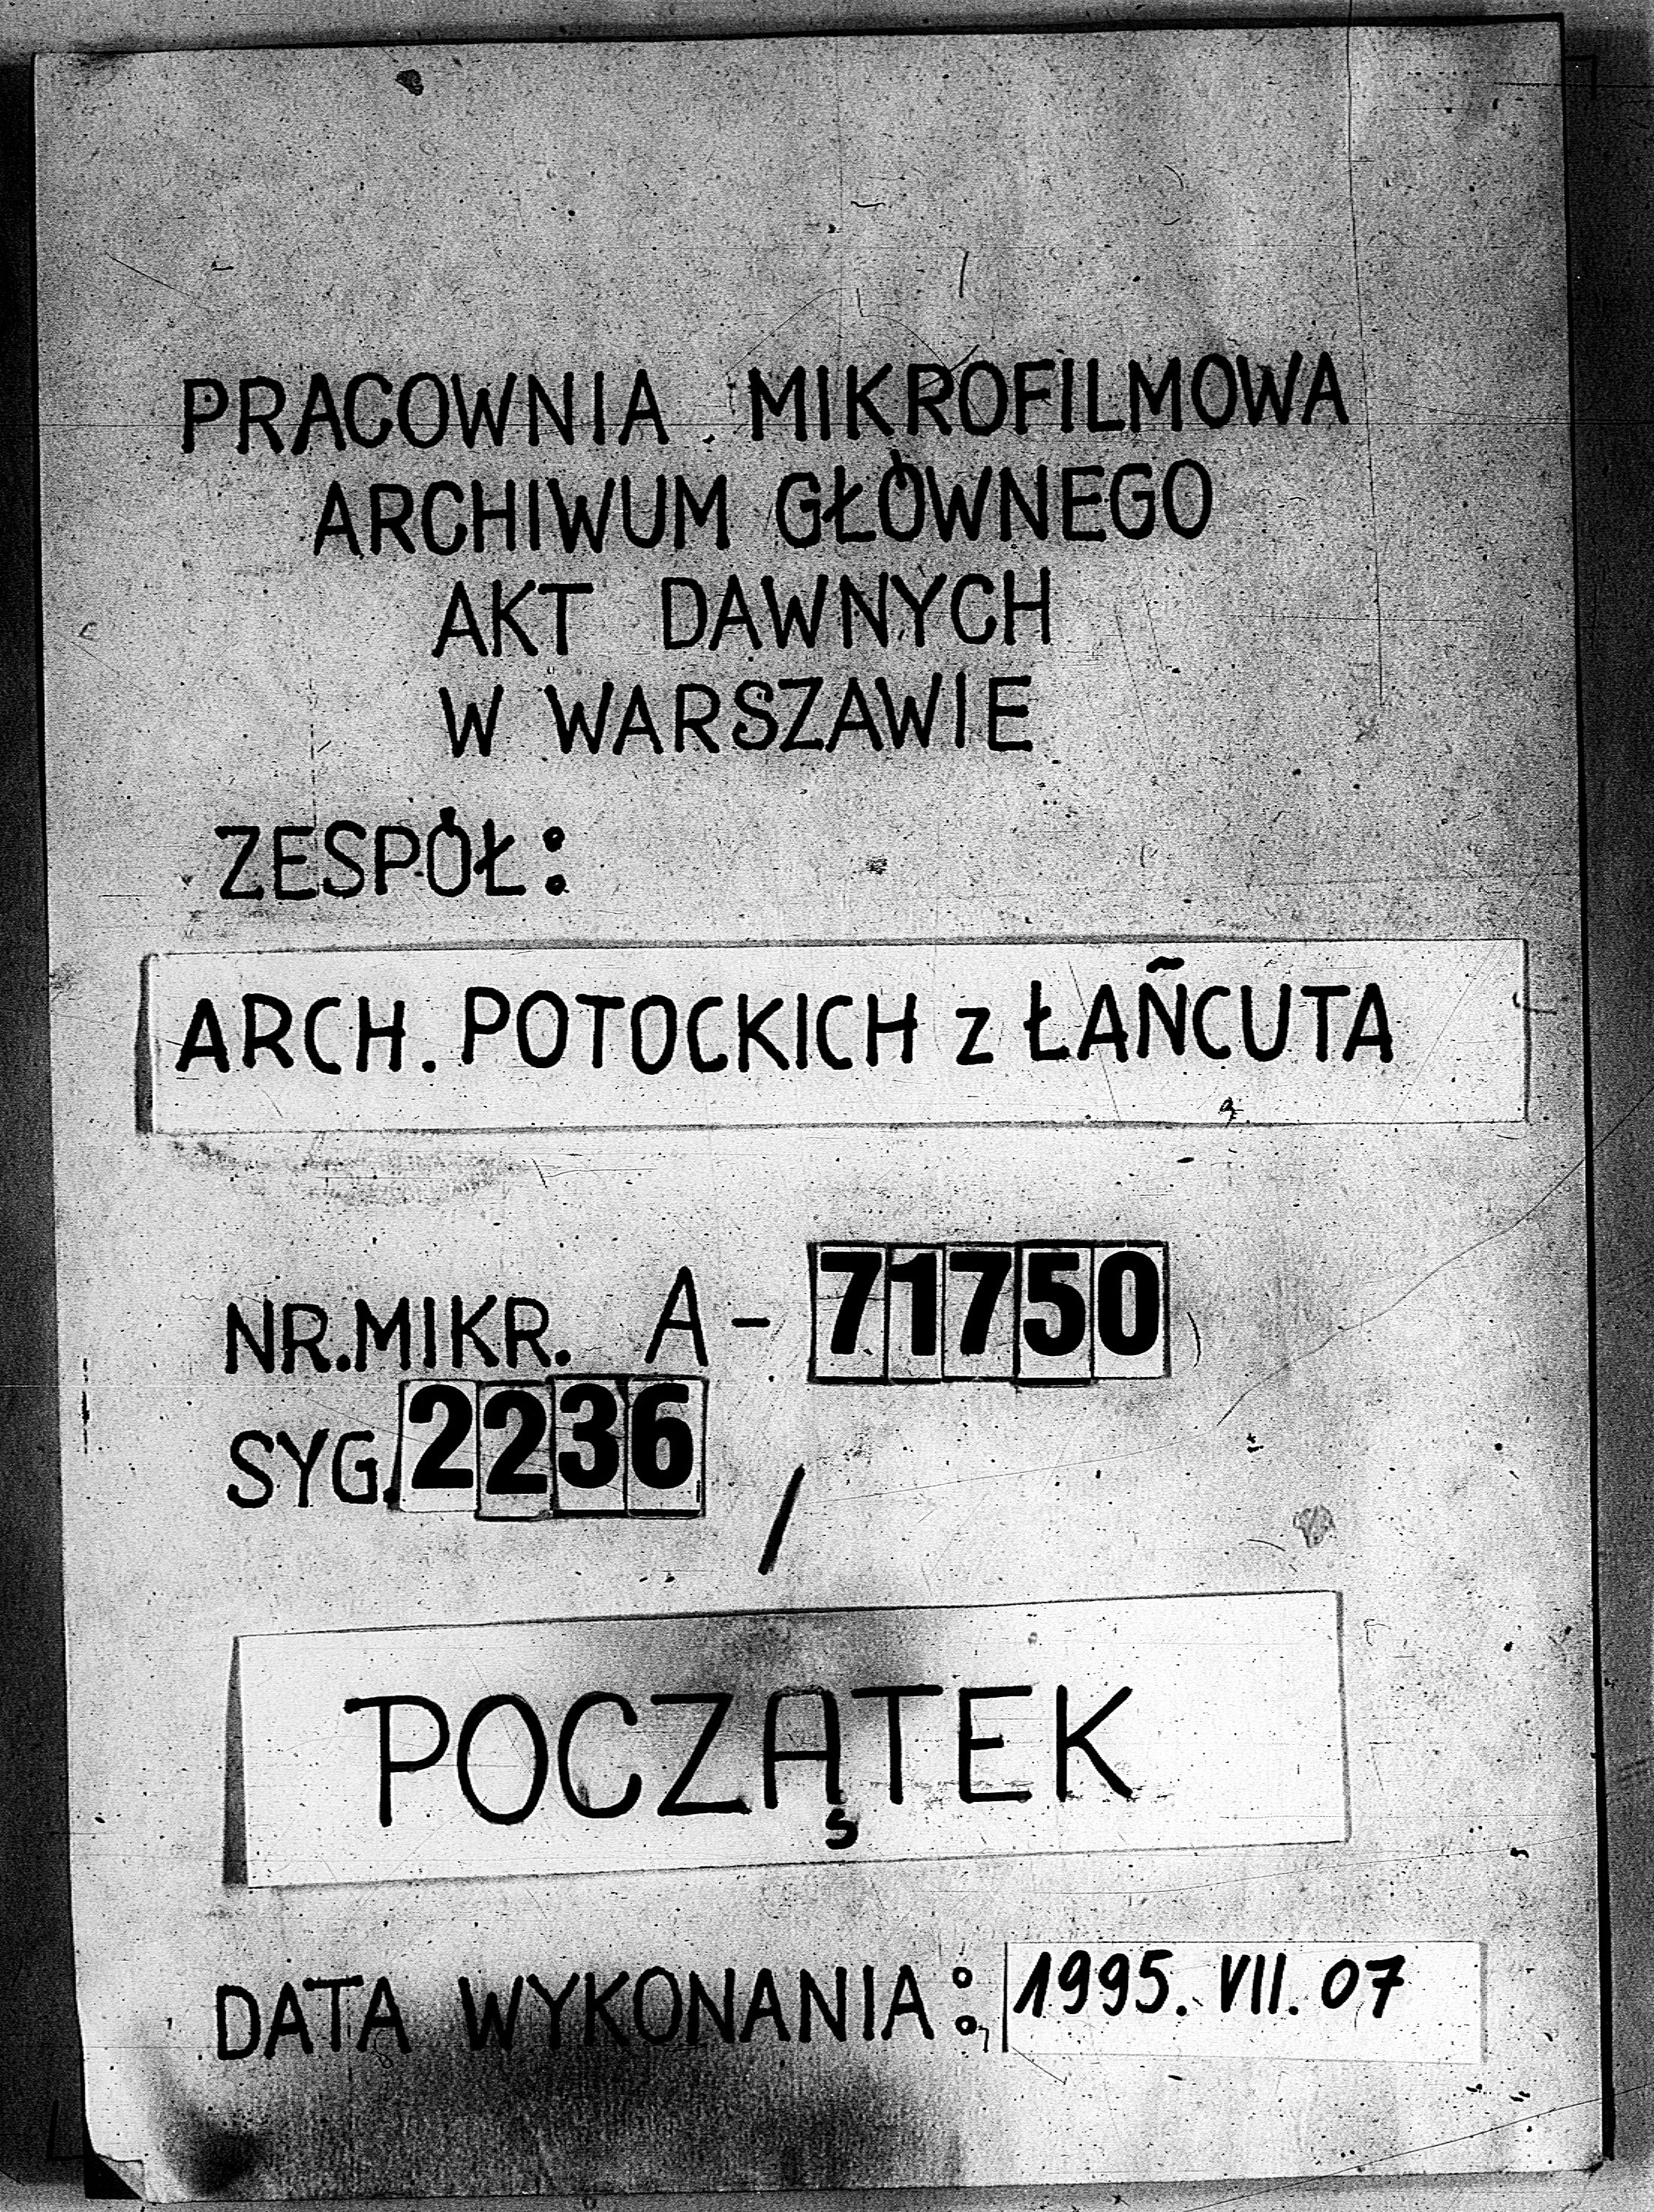 PRACOWNIA MIKROFILMOWA
ARCHIWUM GŁÓWNEGO
AKT DAWNYCH
W WARSZAWIE
ZESPÓŁ:
ARCH. POTOCKICH z ŁAŃCUTA
NR.MIKR. A-71750
SYG.2236 /
POCZĄTEK
DATA WYKONANIA: 1995. VII. 07